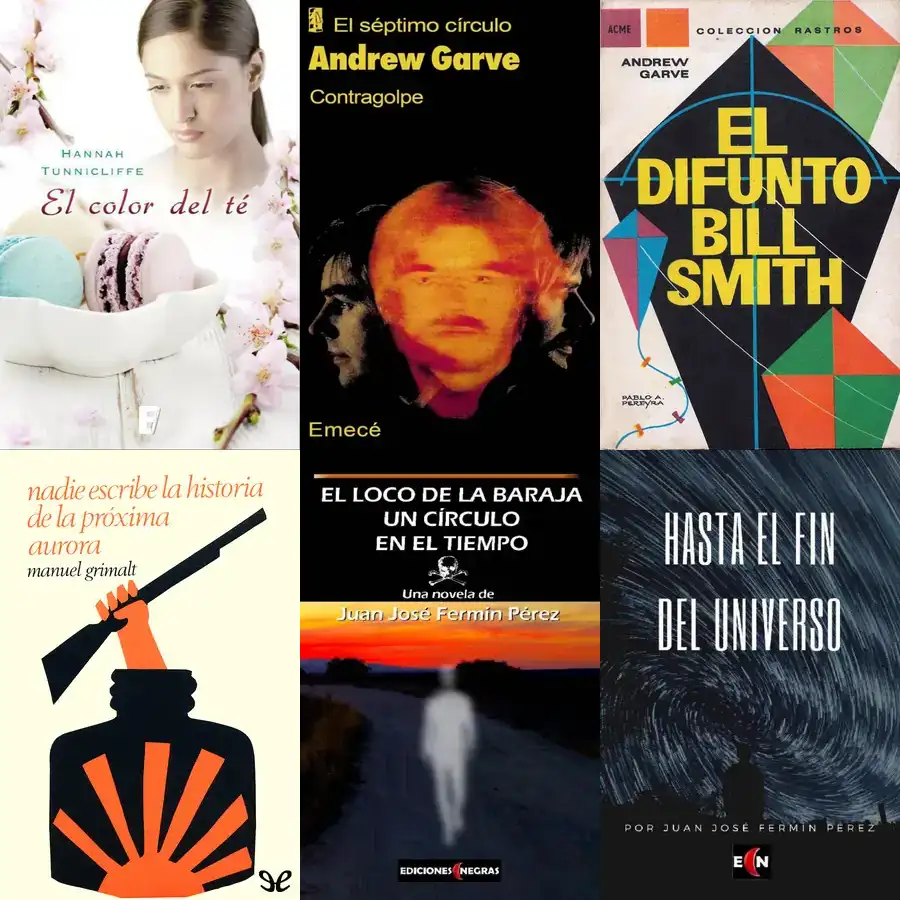 HANNAH
TUNNICLIFFE
El color del té
B
El séptimo círculo
Andrew Garve
Contragolpe
Emecé
ACME
COLECCION RASTROS
ANDREW
GARVE
EL
DIFUNTO
BILL
SMITH
PABLO A.
PEREYRA
nadie escribe la historia
de la próxima
aurora
manuel grimalt
EL LOCO DE LA BARAJA
UN CÍRCULO
EN EL TIEMPO
Una novela de
Juan José Fermin Pérez
EDICIONES NEGRAS
HASTA EL FIN
DEL UNIVERSO
POR JUAN JOSÉ FERMIN PÉREZ
E N